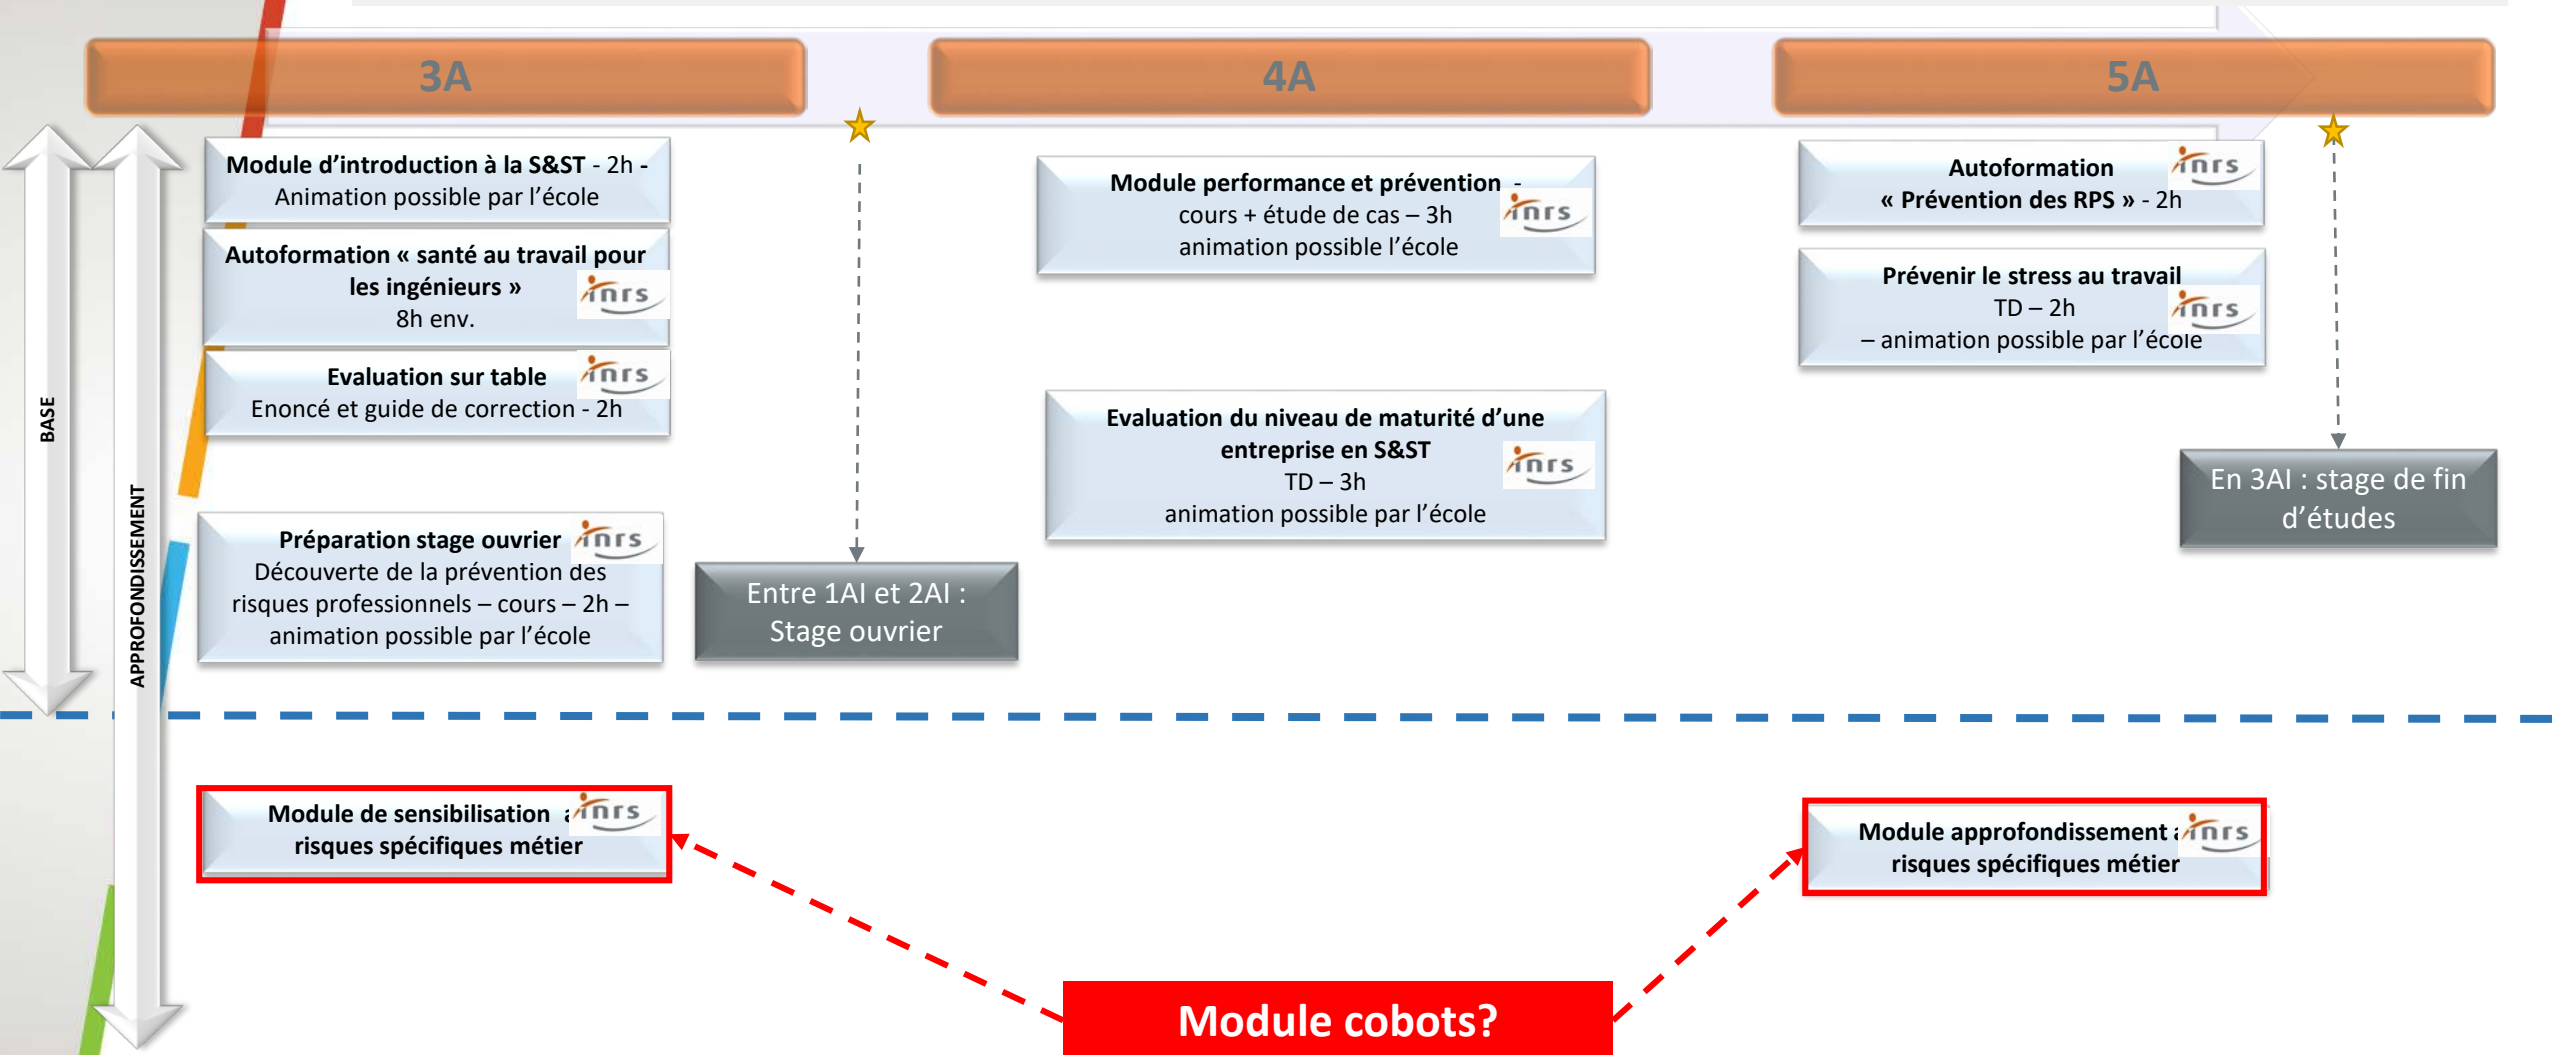 3A
4A
5A
BASE
APPROFONDISSEMENT
Module d’introduction à la S&ST - 2h -
Animation possible par l’école
Autoformation « santé au travail pour
les ingénieurs »
8h env.
inrs
Evaluation sur table
Enoncé et guide de correction - 2h
inrs
Préparation stage ouvrier
Découverte de la prévention des
risques professionnels – cours – 2h –
animation possible par l’école
inrs
Entre 1AI et 2AI :
Stage ouvrier
Module performance et prévention -
cours + étude de cas – 3h
animation possible l’école
inrs
Evaluation du niveau de maturité d’une
entreprise en S&ST
TD – 3h
animation possible par l’école
inrs
Autoformation
« Prévention des RPS » - 2h
inrs
Prévenir le stress au travail
TD – 2h
– animation possible par l’école
inrs
En 3AI : stage de fin
d’études
Module de sensibilisation
risques spécifiques métier
inrs
Module approfondissement
risques spécifiques métier
inrs
Module cobots?